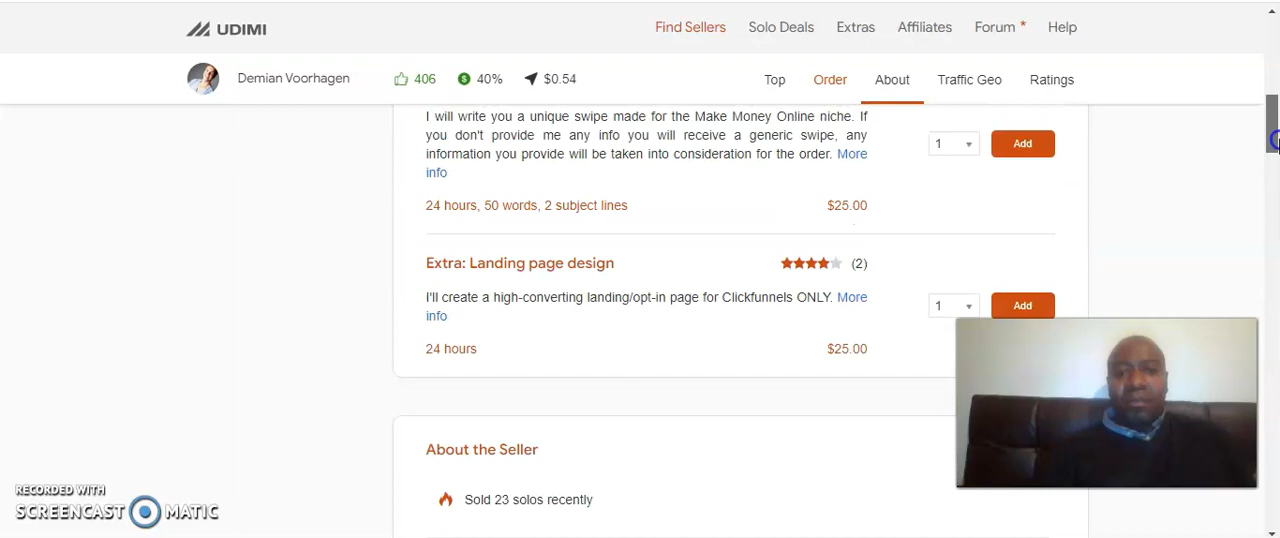 UDIMI
Find Sellers Solo Deals Extras Affiliates Forum * Help
Demian Voorhagen 406 40% $0.54 Top Order About Traffic Geo Ratings
I will write you a unique swipe made for the Make Money Online niche. If
you don't provide me any info you will receive a generic swipe, any
information you provide will be taken into consideration for the order. More
info
1 Add
24 hours, 50 words, 2 subject lines $25.00
Extra: Landing page design (2)
I'll create a high-converting landing/opt-in page for Clickfunnels ONLY. More
info
1 Add
24 hours $25.00
About the Seller
Sold 23 solos recently
RECORDED WITH
SCREENCAST MATIC